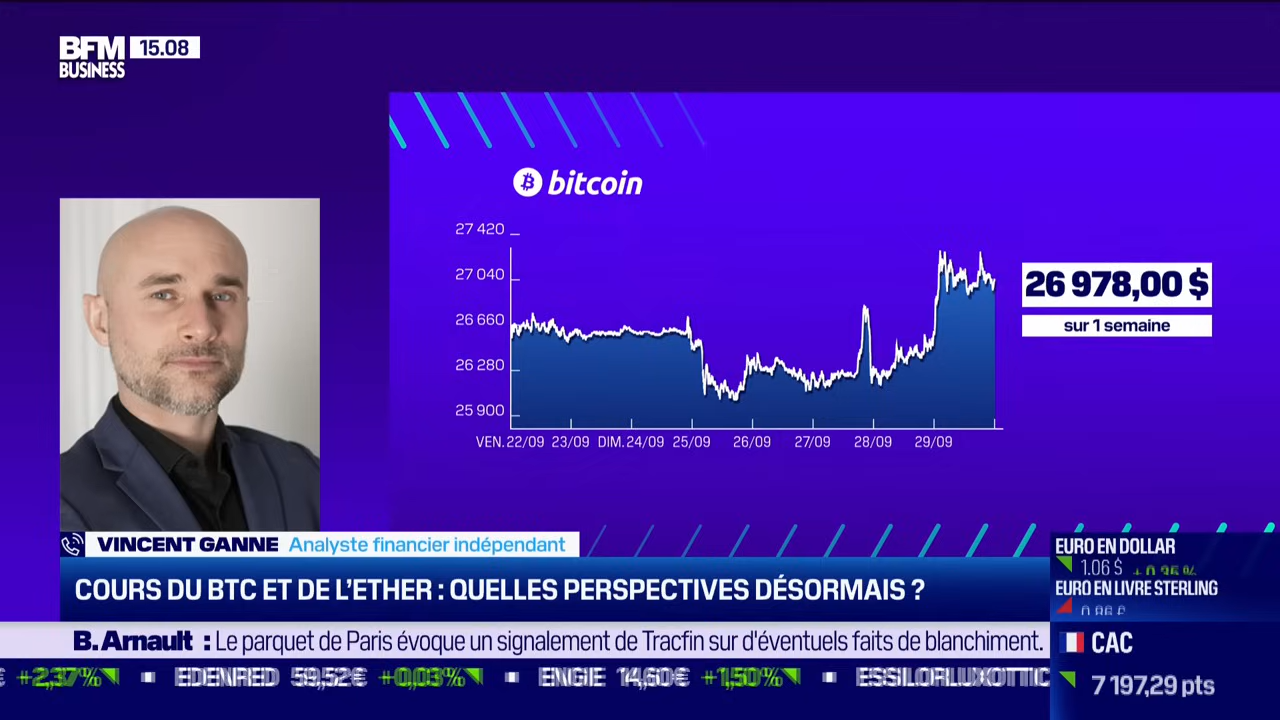 BFM
BUSINESS
15.08
bitcoin
27 420
27 040
26 660
26 280
25 900
VEN.22/09 23/09 DIM.24/09 25/09 26/09 27/09 28/09 29/09
26 978,00 $
sur 1 semaine
VINCENT GANNE Analyste financier indépendant
COURS DU BTC ET DE L'ETHER : QUELLES PERSPECTIVES DÉSORMAIS ?
EURO EN DOLLAR
1.06 $
EURO EN LIVRE STERLING
B. Arnault : Le parquet de Paris évoque un signalement de Tracfin sur d'éventuels faits de blanchiment.
CAC
7 197,29 pts
€ +2,37% EDENRED 59,52€ +0,03% ENGIE 14,60€ +1,50% ESSILORLUXOTTIC